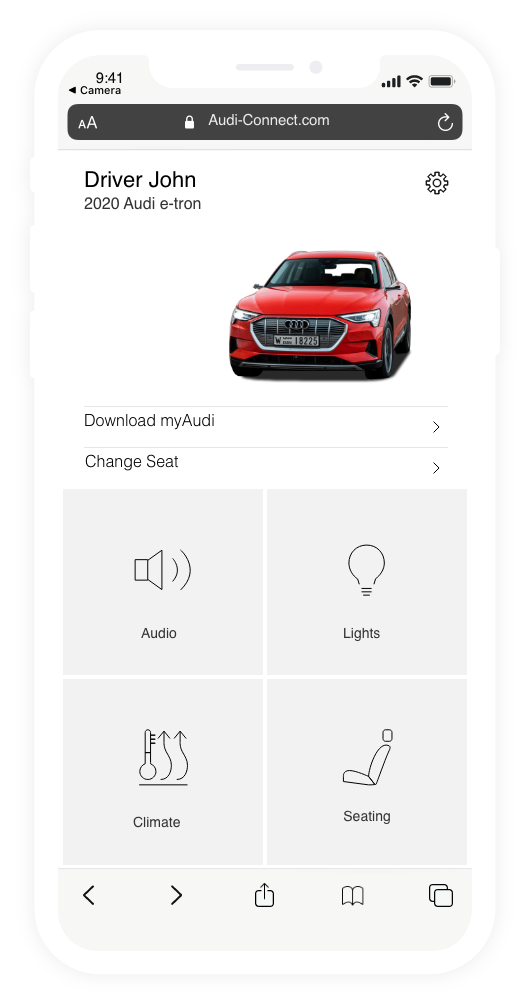 9:41
◀ Camera
AA
Audi-Connect.com
Driver John
2020 Audi e-tron
W 18225
Download myAudi
Change Seat
Audio
Lights
Climate
Seating